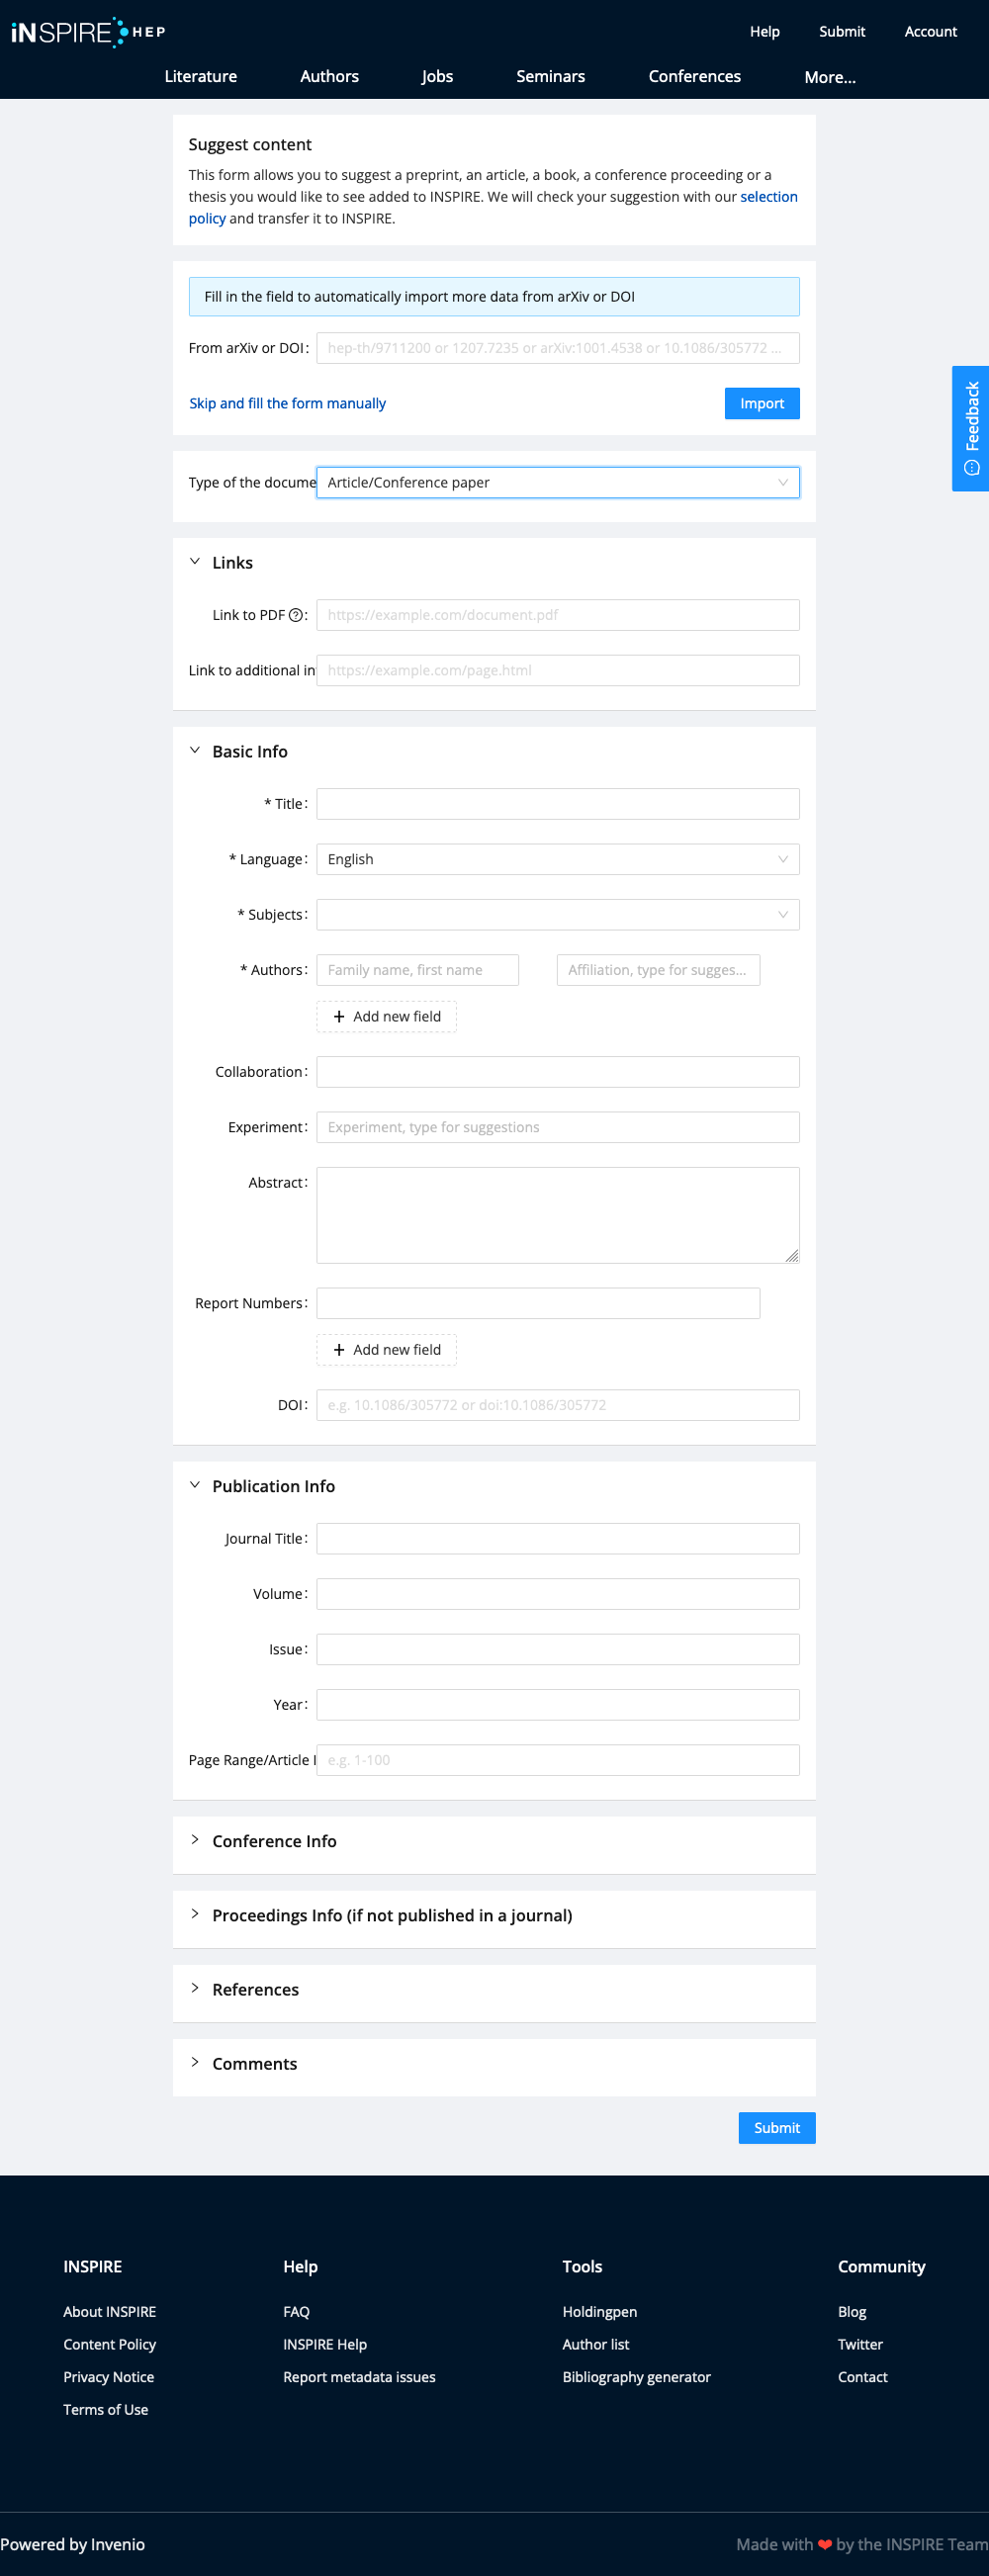 iNSPIRE HEP
Help Submit Account
Literature Authors Jobs Seminars Conferences More...
Suggest content
This form allows you to suggest a preprint, an article, a book, a conference proceeding or a
thesis you would like to see added to INSPIRE. We will check your suggestion with our selection
policy and transfer it to INSPIRE.
Fill in the field to automatically import more data from arXiv or DOI
From arXiv or DOI: hep-th/9711200 or 1207.7235 or arXiv:1001.4538 or 10.1086/305772 ...
Skip and fill the form manually Import
Feedback
Type of the docume Article/Conference paper
Links
Link to PDF ?: https://example.com/document.pdf
Link to additional in https://example.com/page.html
Basic Info
* Title:
* Language: English
* Subjects:
* Authors: Family name, first name Affiliation, type for sugges...
+ Add new field
Collaboration:
Experiment: Experiment, type for suggestions
Abstract:
Report Numbers:
+ Add new field
DOI: e.g. 10.1086/305772 or doi:10.1086/305772
Publication Info
Journal Title:
Volume:
Issue:
Year:
Page Range/Article I e.g. 1-100
Conference Info
Proceedings Info (if not published in a journal)
References
Comments
Submit
INSPIRE Help Tools Community
About INSPIRE FAQ Holdingpen Blog
Content Policy INSPIRE Help Author list Twitter
Privacy Notice Report metadata issues Bibliography generator Contact
Terms of Use
Powered by Invenio Made with ❤ by the INSPIRE Team